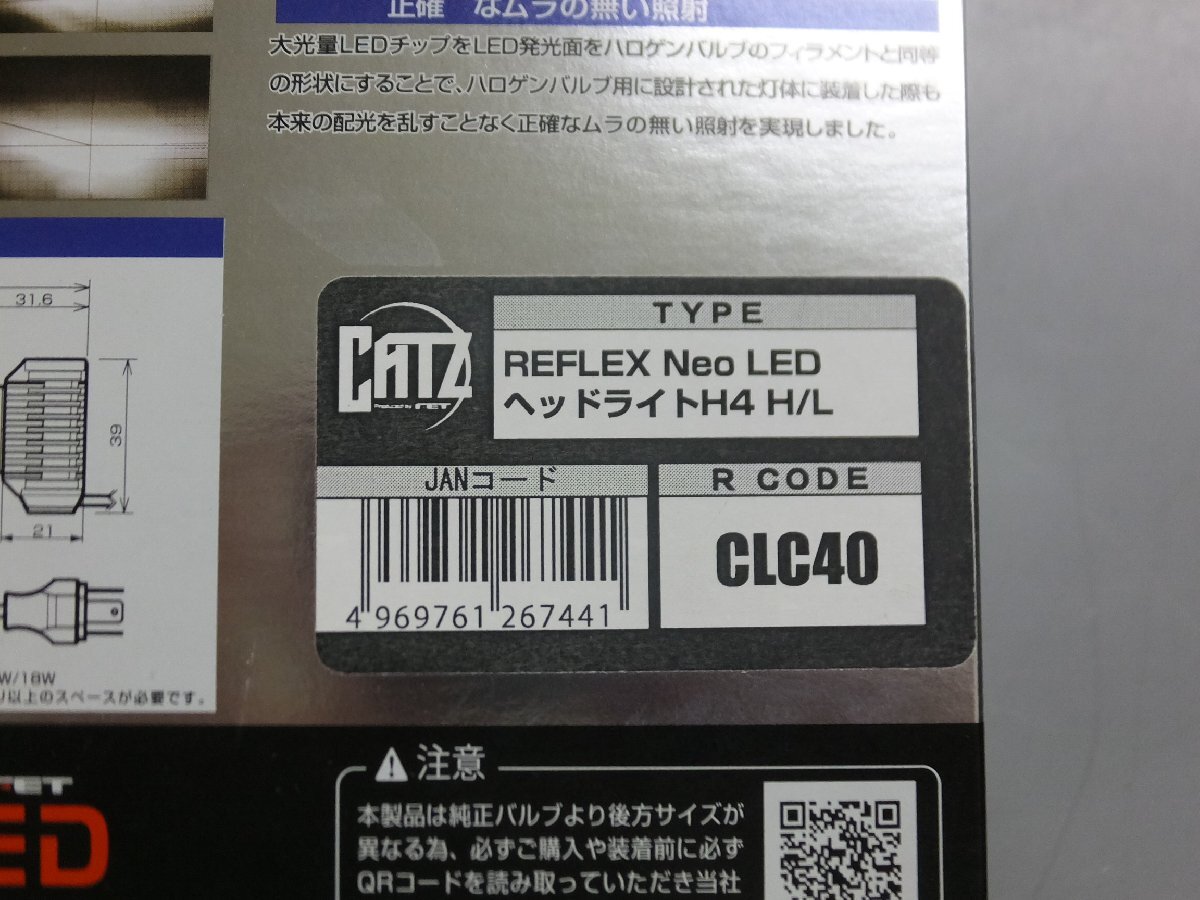 正確 なムラの無い照射
大光量LEDチップをLED発光面をハロゲンバルブのフィラメントと同等
の形状にすることで、ハロゲンバルブ用に設計された灯体に装着した際も
本来の配光を乱すことなく正確なムラの無い照射を実現しました。
31.6
39
21
W/18W
以上のスペースが必要です。
CATZ
Produced by FET
TYPE
REFLEX Neo LED
ヘッドライトH4 H/L
JANコード
4 969761 267441
R CODE
CLC40
FET
ED
注意
本製品は純正バルブより後方サイズが
異なる為、必ずご購入や装着前に必ず
QRコードを読み取っていただき当社